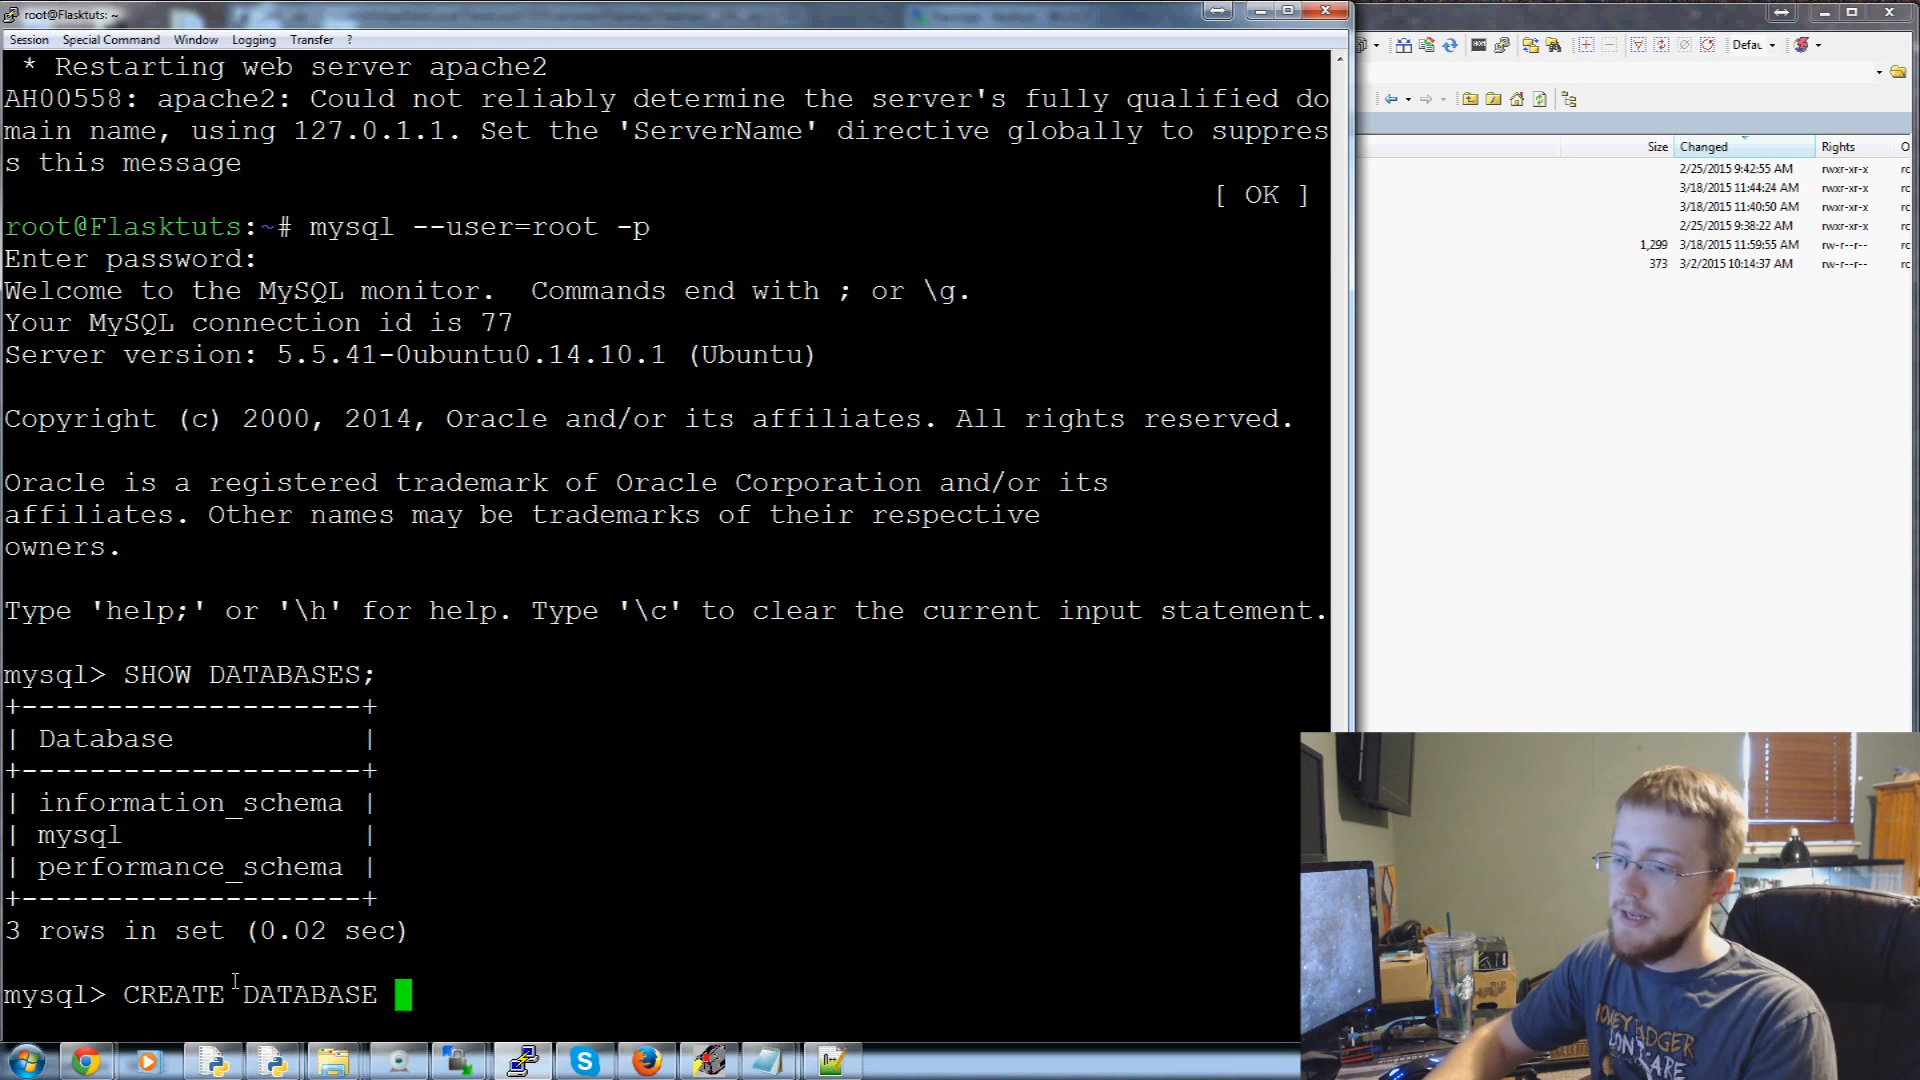 root@Flasktuts: ~
Session Special Command Window Logging Transfer ?
* Restarting web server apache2
AH00558: apache2: Could not reliably determine the server's fully qualified do
main name, using 127.0.1.1. Set the 'ServerName' directive globally to suppres
s this message
[ OK ]
root@Flasktuts:~# mysql --user=root -p
Enter password:
Welcome to the MySQL monitor.  Commands end with ; or \g.
Your MySQL connection id is 77
Server version: 5.5.41-0ubuntu0.14.10.1 (Ubuntu)
Copyright (c) 2000, 2014, Oracle and/or its affiliates. All rights reserved.
Oracle is a registered trademark of Oracle Corporation and/or its
affiliates. Other names may be trademarks of their respective
owners.
Type 'help;' or '\h' for help. Type '\c' to clear the current input statement.
mysql> SHOW DATABASES;
+--------------------+
| Database           |
+--------------------+
| information_schema |
| mysql              |
| performance_schema |
+--------------------+
3 rows in set (0.02 sec)
mysql> CREATE DATABASE
Defau
Size Changed Rights O
2/25/2015 9:42:55 AM rwxr-xr-x rc
3/18/2015 11:44:24 AM rwxr-xr-x rc
3/18/2015 11:40:50 AM rwxr-xr-x rc
2/25/2015 9:38:22 AM rwxr-xr-x rc
1,299 3/18/2015 11:59:55 AM rw-r--r-- rc
373 3/2/2015 10:14:37 AM rw-r--r-- rc